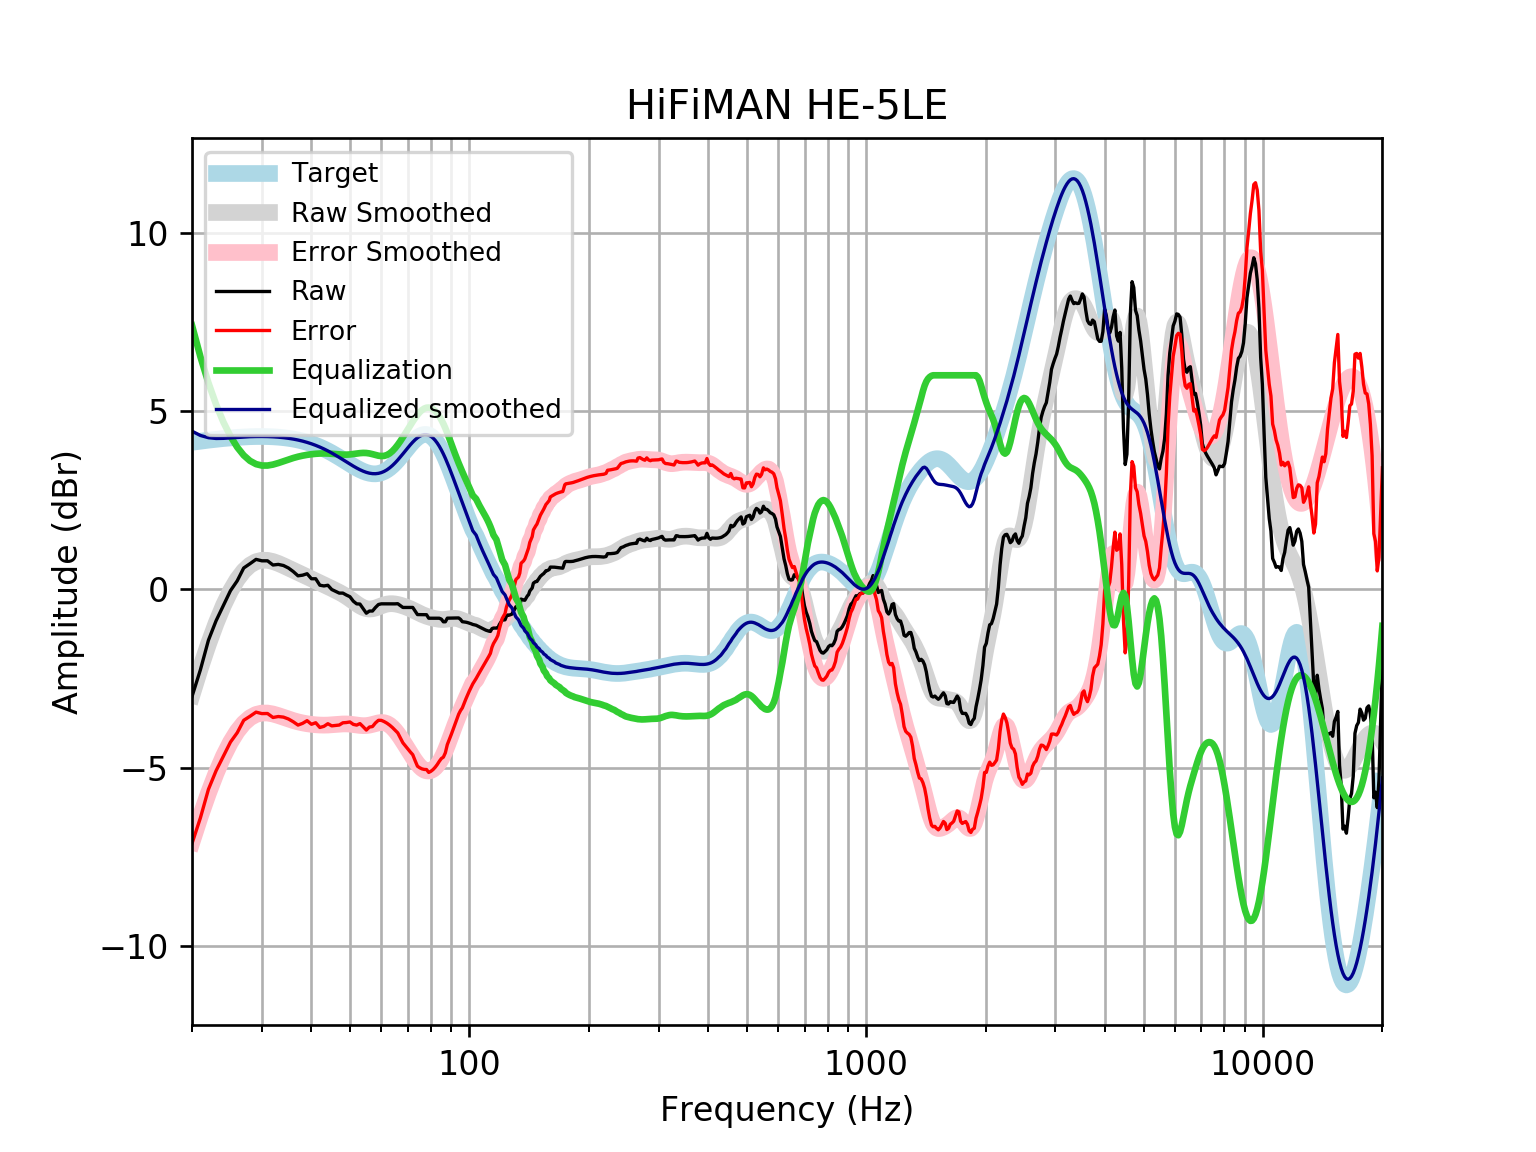 HiFiMAN HE-5LE
Target
Raw Smoothed
Error Smoothed
Raw
Error
Equalization
Equalized smoothed
10
5
0
−5
−10
Amplitude (dBr)
100
1000
10000
Frequency (Hz)